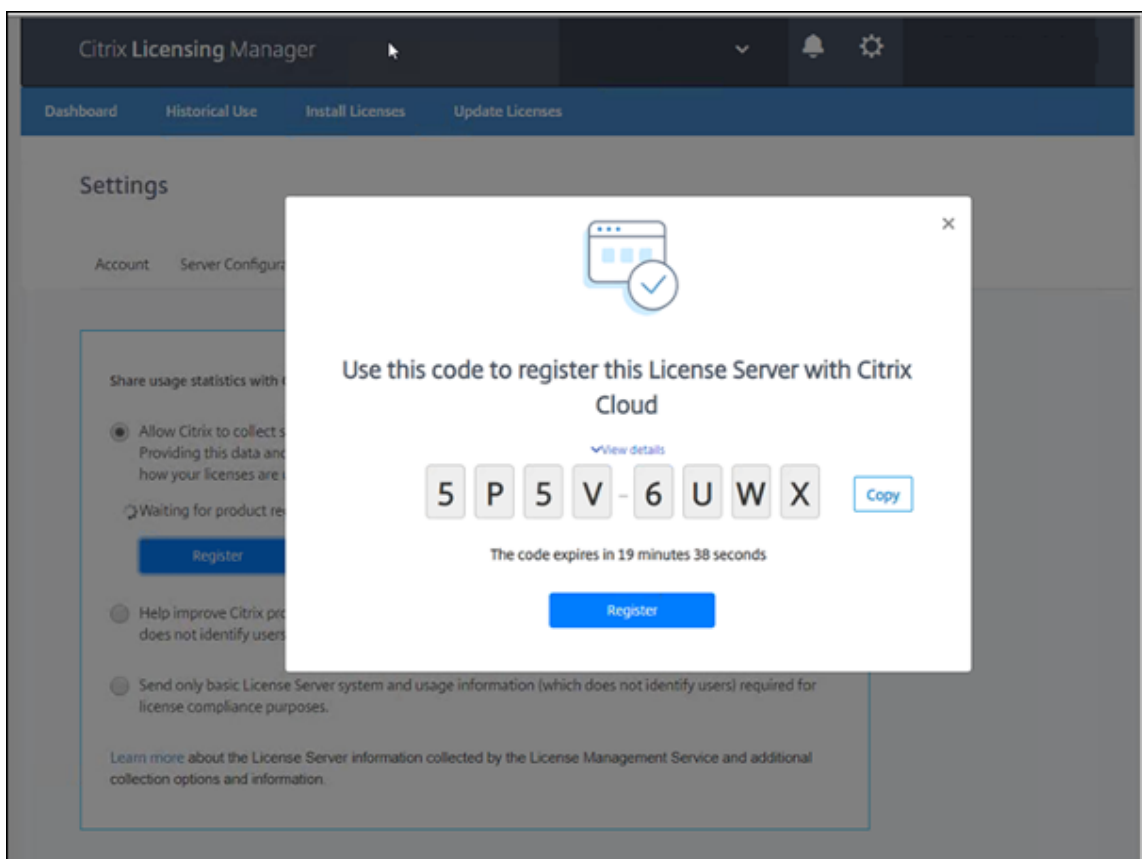 Citrix Licensing Manager
Dashboard Historical Use Install Licenses Update Licenses
Settings
Account Server
Share usage statistics with
Allow Citrix to collect
Providing this data and
how your licenses are
Waiting for product
Register
Help improve Citrix
does not identify users
Send only basic License Server system and usage information (which does not identify users) required for
license compliance purposes.
Learn more about the License Server information collected by the License Management Service and additional
collection options and information.
×
Use this code to register this License Server with Citrix
Cloud
View details
5 P 5 V - 6 U W X Copy
The code expires in 19 minutes 38 seconds
Register